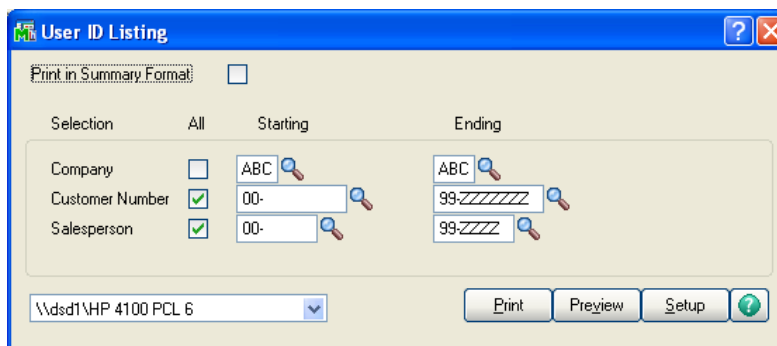 User ID Listing
Print in Summary Format
Selection All Starting Ending
Company ABC ABC
Customer Number 00- 99-ZZZZZZZ
Salesperson 00- 99-ZZZZ
\\dsd1\HP 4100 PCL 6 Print Preview Setup ?